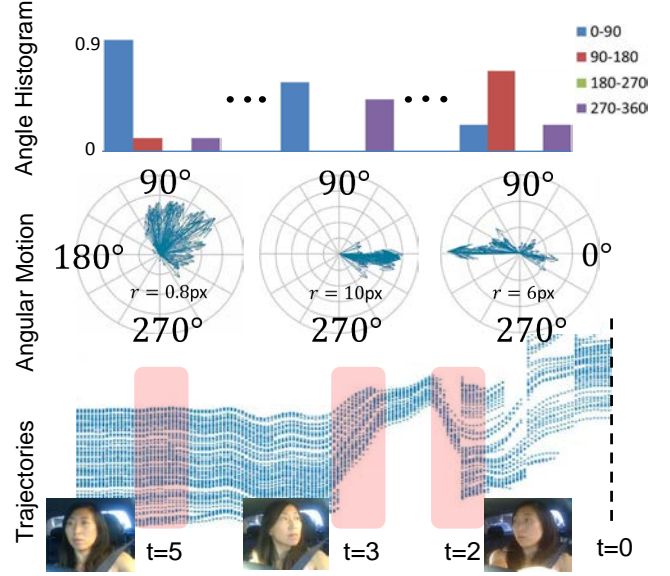 Angle Histogram
0.9
0
0-90
90-180
180-270
270-360
Angular Motion
90° 90° 90°
180° 0°
r = 0.8px r = 10px r = 6px
270° 270° 270°
Trajectories
t=5 t=3 t=2 t=0